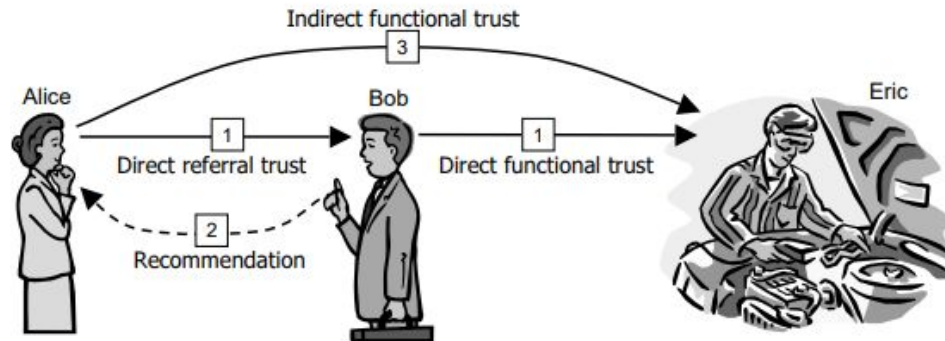 Indirect functional trust
3
Alice
Bob
Eric
1
1
Direct referral trust
Direct functional trust
2
Recommendation